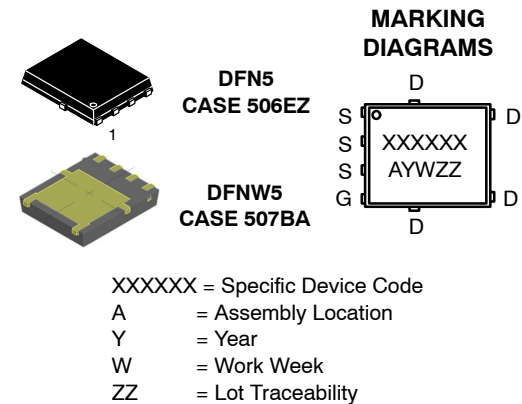 MARKING
DIAGRAMS
DFN5
CASE 506EZ
1
DFNW5
CASE 507BA
D
S
S
S
G
XXXXXX
AYWZZ
D
D
D
XXXXXX = Specific Device Code
A = Assembly Location
Y = Year
W = Work Week
ZZ = Lot Traceability